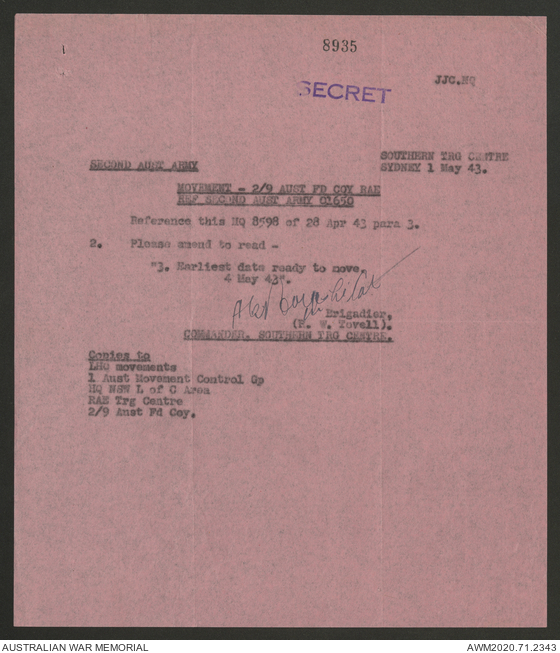 8935
JJC.HQ
SECRET
SOUTHERN TRG CENTRE
SECOND AUST ARMY
SYDNEY 1 May 43.
MOVEMENT - 2/9 AUST FD COY RAE
REF SECOND AUST ARMY O1650
Reference this HQ 8598 of 28 Apr 43 para 3.
2. Please amend to read -
"3. Earliest date ready to move,
4 May 43".
Brigadier,
(H. W. Tovell).
COMMANDER. SOUTHERN TRG CENTRE.
Copies to
LHQ movements
1 Aust Movement Control Gp
HQ NSW L of C Area
RAE Trg Centre
2/9 Aust Fd Coy.
AUSTRALIAN WAR MEMORIAL
AWM2020.71.2343